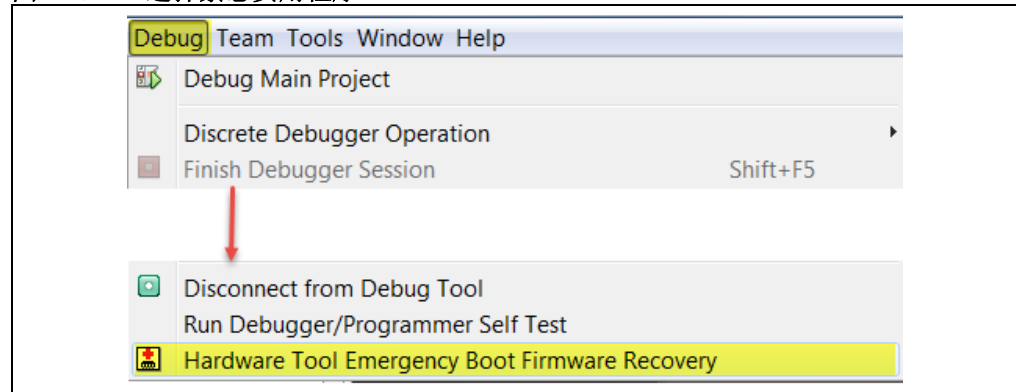 Debug Team Tools Window Help
Debug Main Project
Discrete Debugger Operation
Finish Debugger Session Shift+F5
Disconnect from Debug Tool
Run Debugger/Programmer Self Test
Hardware Tool Emergency Boot Firmware Recovery